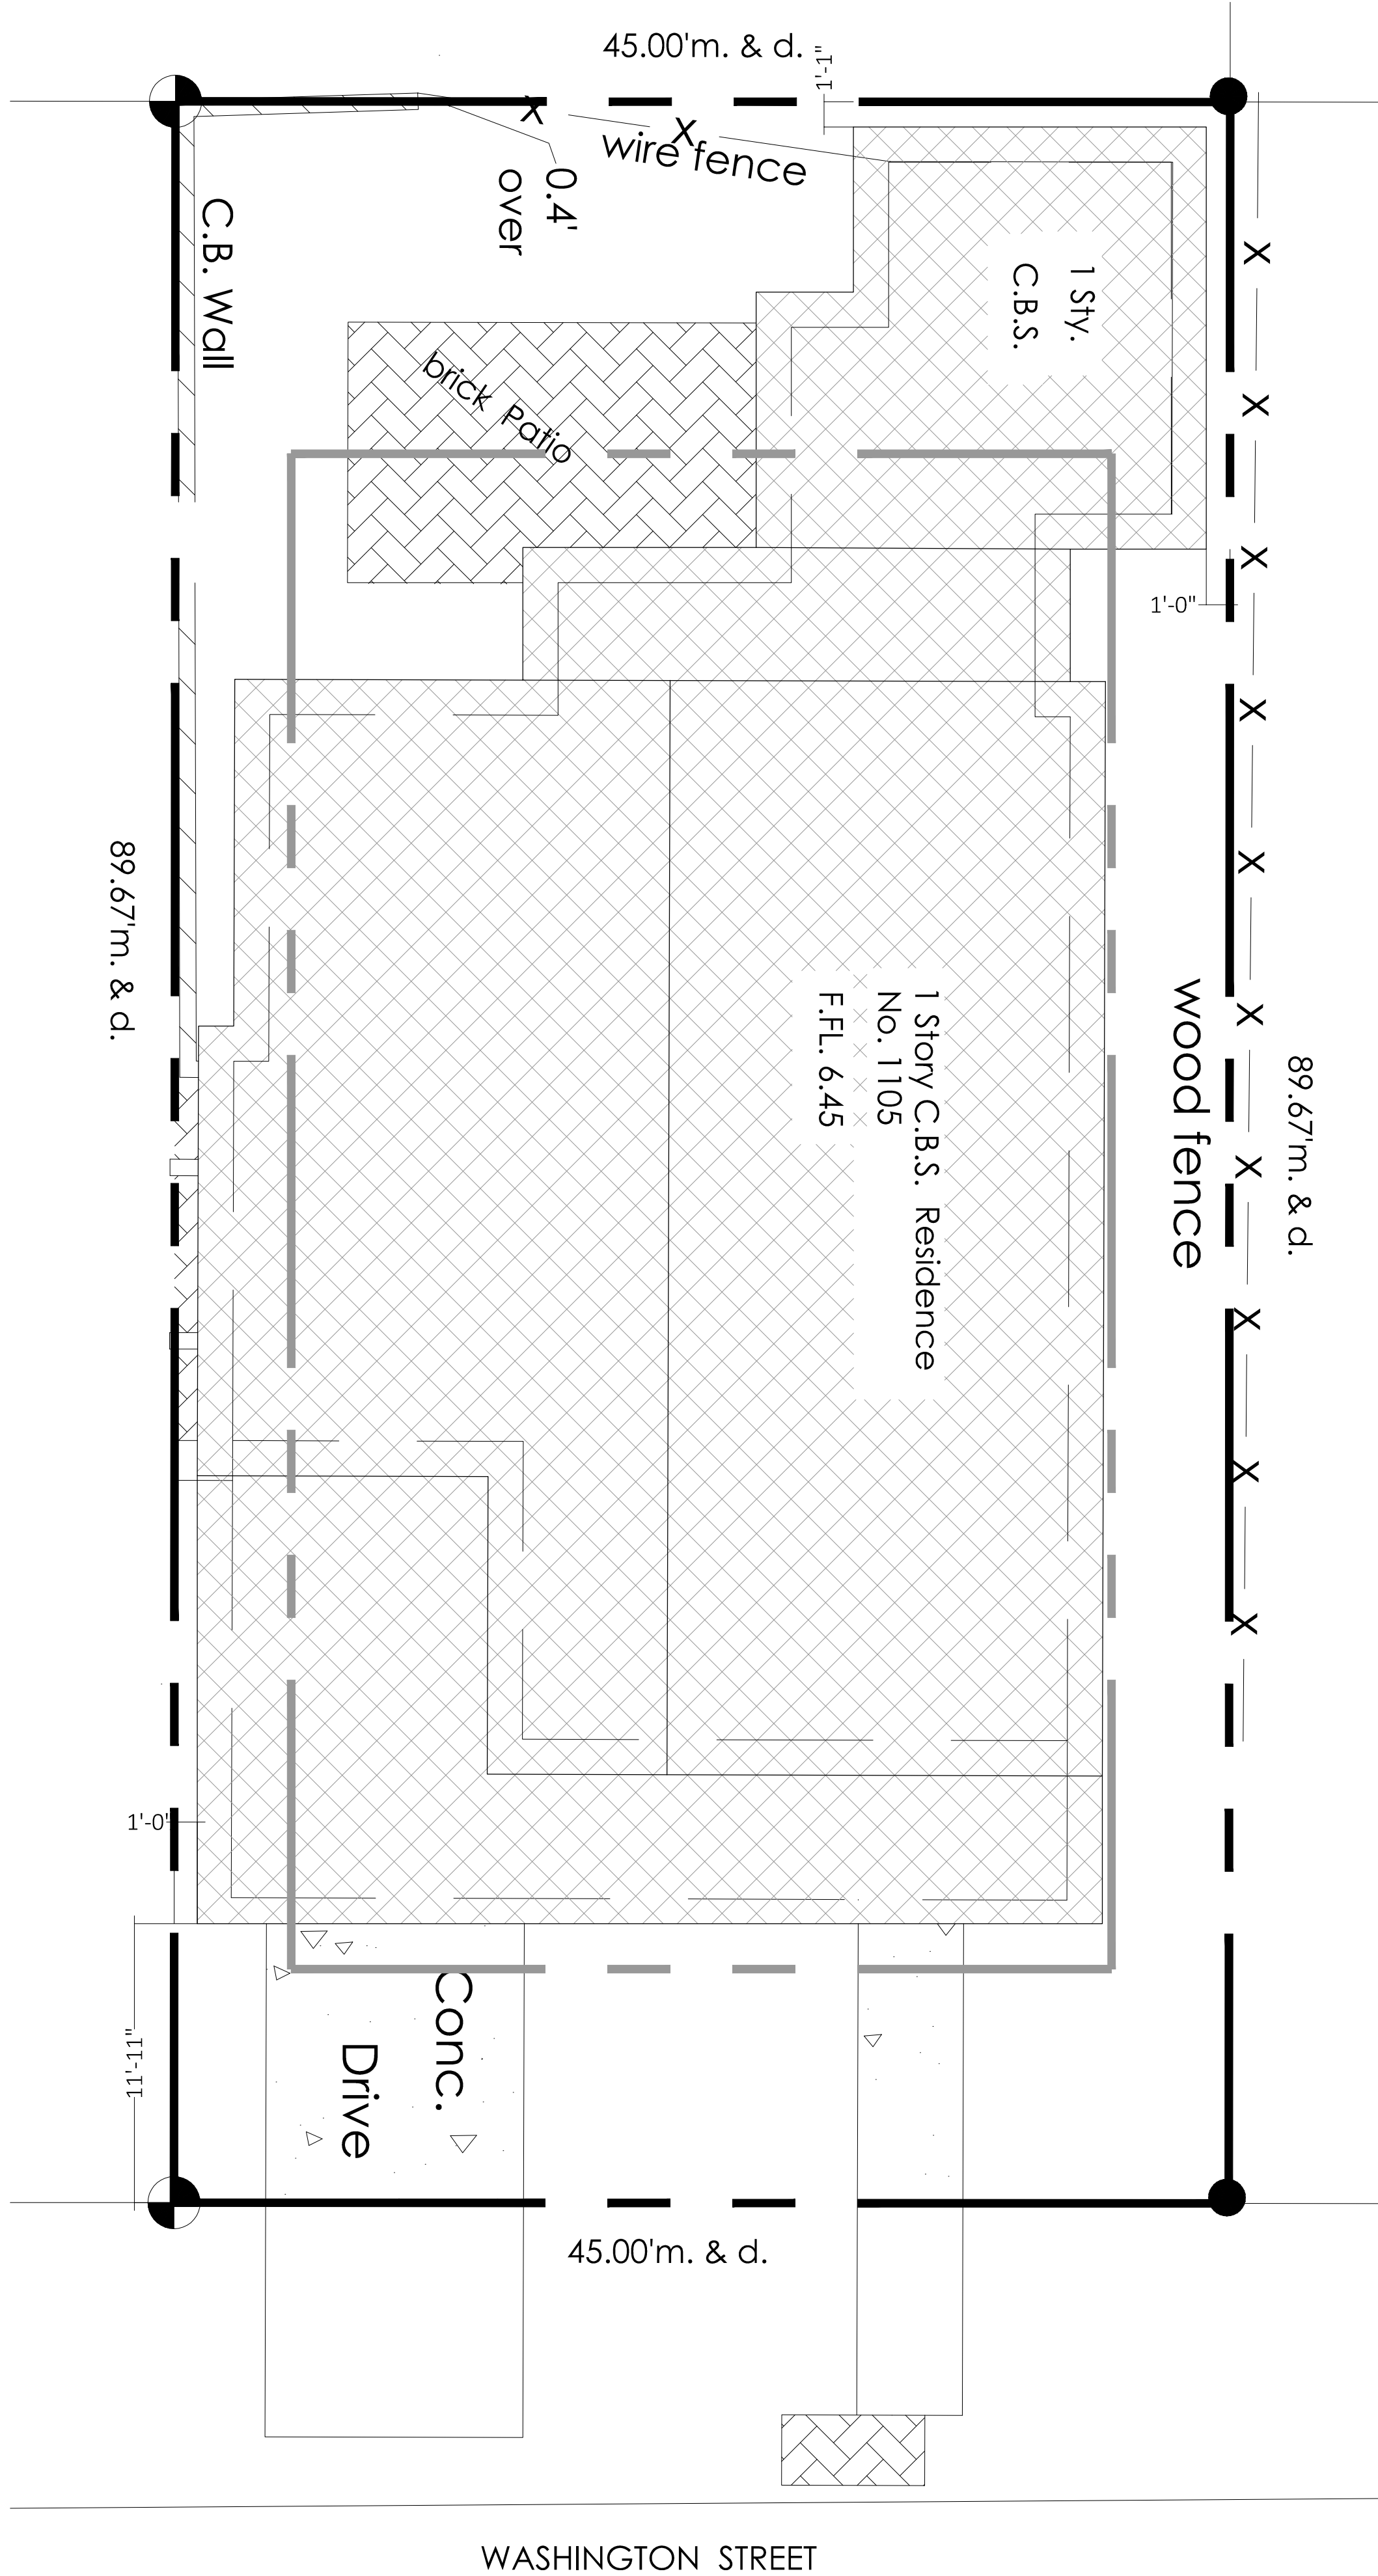 45.00'm. & d.
1'-1"
X
X
wire fence
0.4'
over
C.B. Wall
1 Sty.
C.B.S.
X
X
X
X
X
X
X
X
X
X
brick Patio
1'-0"
89.67'm. & d.
1 Story C.B.S. Residence
No. 1105
F.FL. 6.45
wood fence
89.67'm. & d.
1'-0"
11'-11"
Conc.
Drive
45.00'm. & d.
WASHINGTON STREET